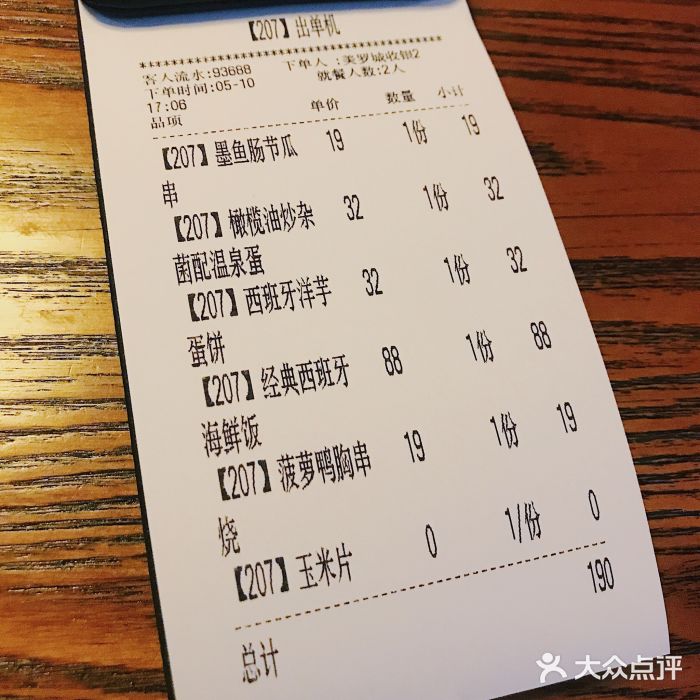 【207】出单机
************************************
客人流水:93688 下单人:美罗城收银2
下单时间:05-10 就餐人数:2人
17:06
品项 单价 数量 小计
【207】墨鱼肠节瓜 19 1份 19
串
【207】橄榄油炒杂 32 1份 32
菌配温泉蛋
【207】西班牙洋芋 32 1份 32
蛋饼
【207】经典西班牙 88 1份 88
海鲜饭
【207】菠萝鸭胸串 19 1份 19
烧
【207】玉米片 0 1/份 0
190
总计
大众点评